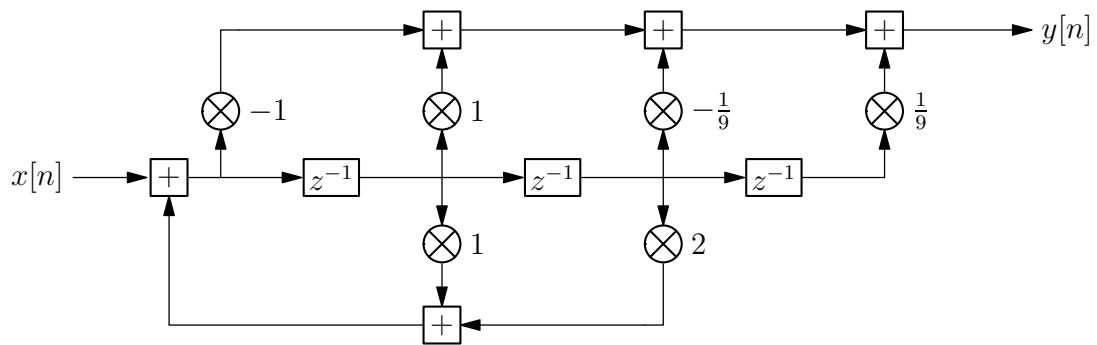 + + + y[n]
−1 1 −1/9 1/9
x[n] + z⁻¹ z⁻¹ z⁻¹
1 2
+